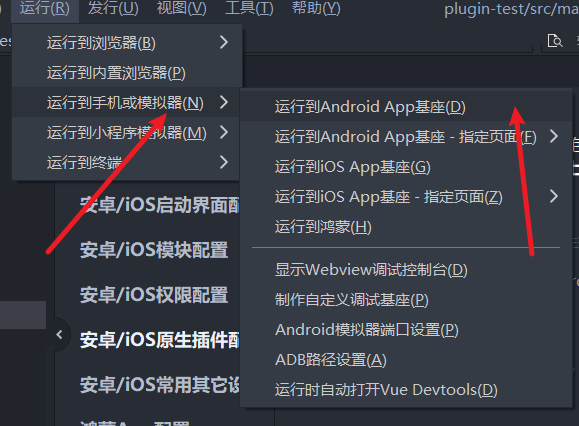 运行(R) 发行(U) 视图(V) 工具(T) 帮助(Y) plugin-test/src/ma
运行到浏览器(B)
运行到内置浏览器(P)
运行到手机或模拟器(N)
运行到小程序模拟器(M)
运行到终端
运行到Android App基座(D)
运行到Android App基座 - 指定页面(F)
运行到iOS App基座(G)
运行到iOS App基座 - 指定页面(Z)
运行到鸿蒙(H)
显示Webview调试控制台(D)
制作自定义调试基座(P)
Android模拟器端口设置(P)
ADB路径设置(A)
运行时自动打开Vue Devtools(D)
安卓/iOS启动界面配
安卓/iOS模块配置
安卓/iOS权限配置
安卓/iOS原生插件配
安卓/iOS常用其它设